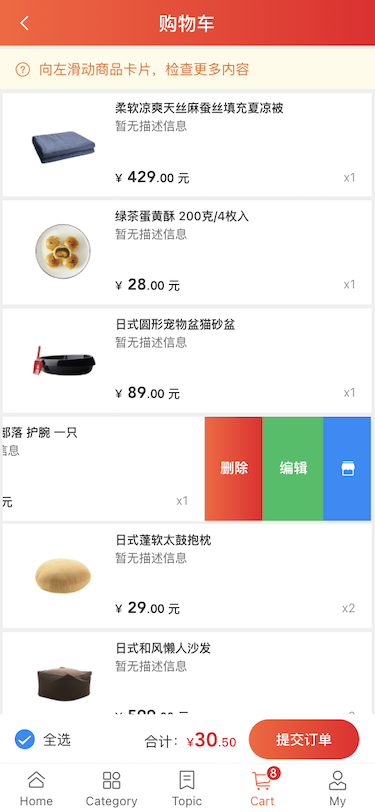 购物车
向左滑动商品卡片，检查更多内容
柔软凉爽天丝麻蚕丝填充夏凉被
暂无描述信息
¥ 429.00 元
x1
绿茶蛋黄酥 200克/4枚入
暂无描述信息
¥ 28.00 元
x1
日式圆形宠物盆猫砂盆
暂无描述信息
¥ 89.00 元
x1
部落 护腕 一只
信息
元
x1
删除
编辑
日式蓬软太鼓抱枕
暂无描述信息
¥ 29.00 元
x2
日式和风懒人沙发
暂无描述信息
全选
合计：¥30.50
提交订单
8
Home
Category
Topic
Cart
My